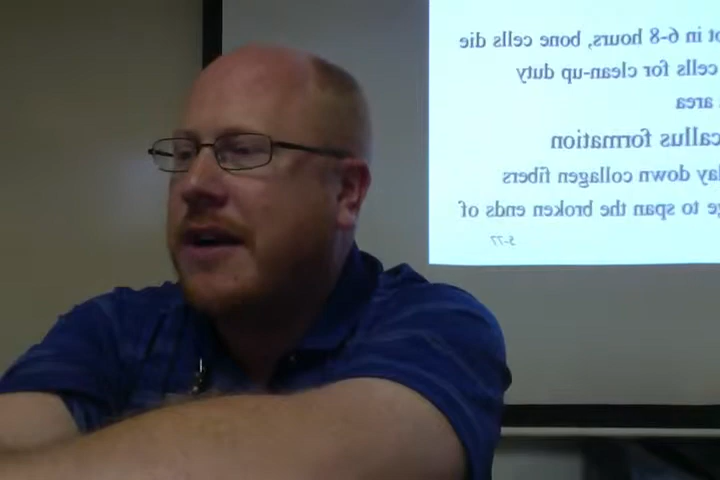 in 6-8 hours, bone cells die
cells for clean-up duty
area
callus formation
down collagen fibers
to span the broken ends of
5-77